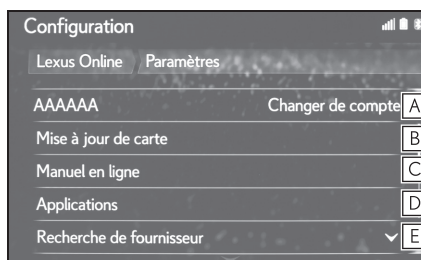 Configuration
Lexus Online Paramètres
AAAAAA Changer de compte A
Mise à jour de carte B
Manuel en ligne C
Applications D
Recherche de fournisseur E